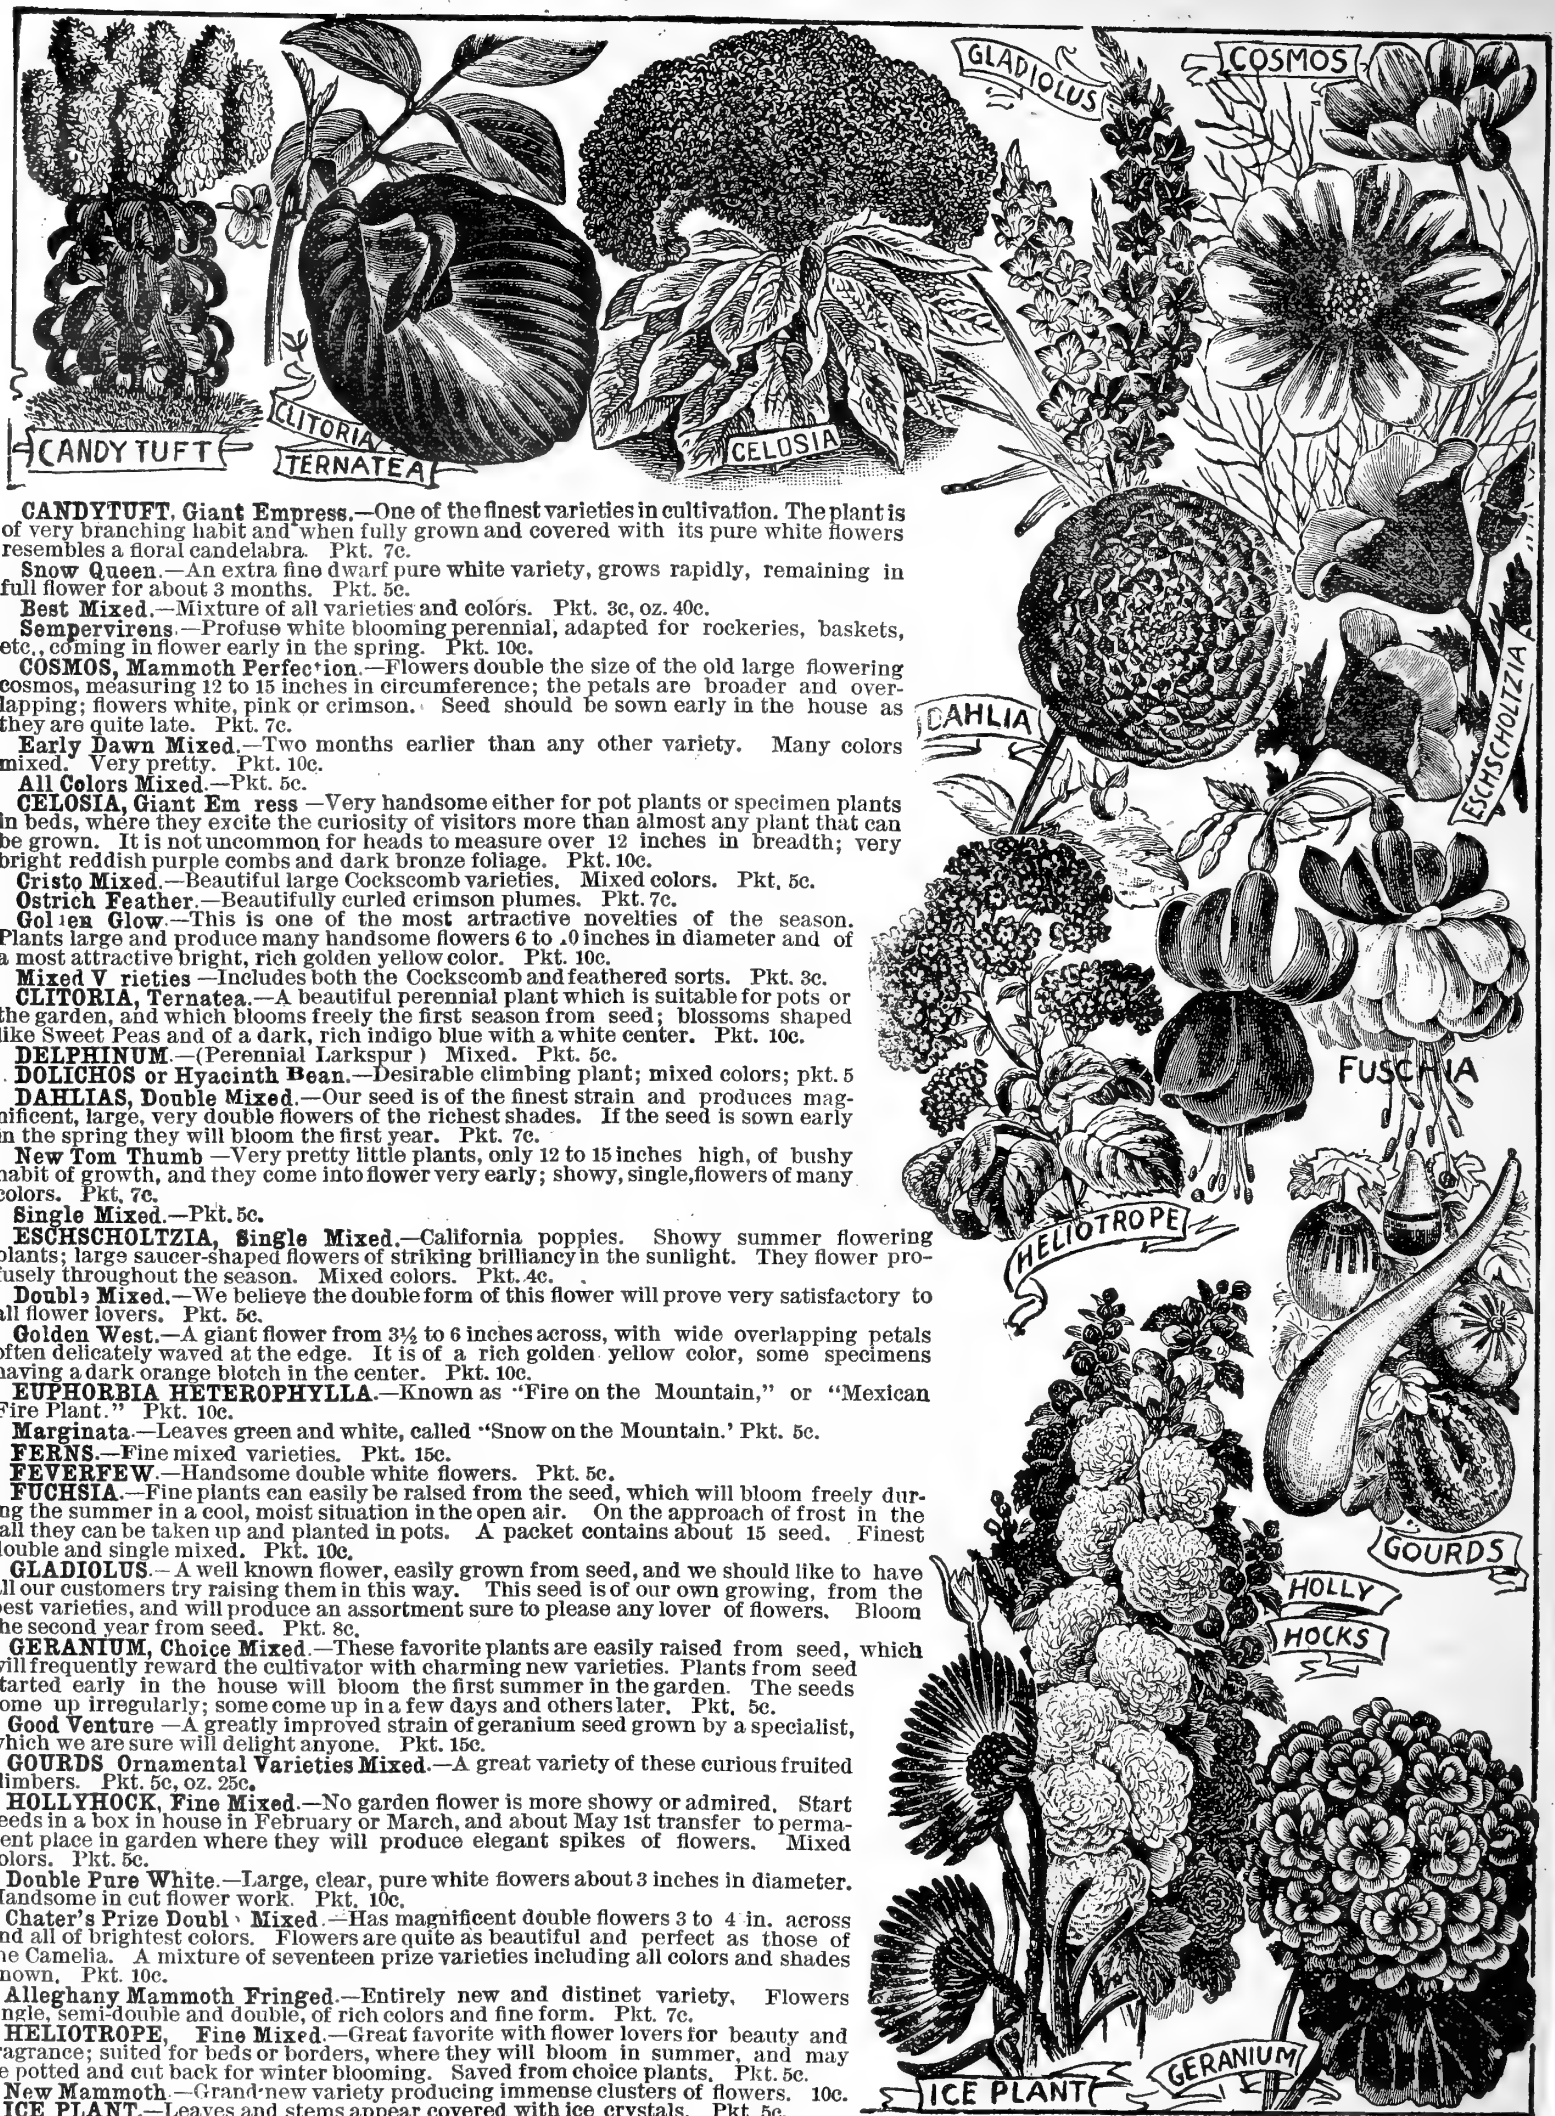 GLADIOLUS
COSMOS
CANDY TUFT
CLITORIA
TERNATEA
CELOSIA
CANDYTUFT, Giant Empress.—One of the finest varieties in cultivation. The plant is
of very branching habit and when fully grown and covered with its pure white flowers
resembles a floral candelabra. Pkt. 7c.
Snow Queen.—An extra fine dwarf pure white variety, grows rapidly, remaining in
full flower for about 3 months. Pkt. 5c.
Best Mixed.—Mixture of all varieties and colors. Pkt. 3c, oz. 40c.
Sempervirens.—Profuse white blooming perennial, adapted for rockeries, baskets,
etc., coming in flower early in the spring. Pkt. 10c.
COSMOS, Mammoth Perfec+ion.—Flowers double the size of the old large flowering
cosmos, measuring 12 to 15 inches in circumference; the petals are broader and over-
lapping; flowers white, pink or crimson. Seed should be sown early in the house as
they are quite late. Pkt. 7c.
Early Dawn Mixed.—Two months earlier than any other variety. Many colors
mixed. Very pretty. Pkt. 10c.
All Colors Mixed.—Pkt. 5c.
CELOSIA, Giant Em ress —Very handsome either for pot plants or specimen plants
in beds, where they excite the curiosity of visitors more than almost any plant that can
be grown. It is not uncommon for heads to measure over 12 inches in breadth; very
bright reddish purple combs and dark bronze foliage. Pkt. 10c.
Cristo Mixed.—Beautiful large Cockscomb varieties. Mixed colors. Pkt. 5c.
Ostrich Feather.—Beautifully curled crimson plumes. Pkt. 7c.
Gol en Glow.—This is one of the most artractive novelties of the season.
Plants large and produce many handsome flowers 6 to .0 inches in diameter and of
a most attractive bright, rich golden yellow color. Pkt. 10c.
Mixed V rieties —Includes both the Cockscomb and feathered sorts. Pkt. 3c.
CLITORIA, Ternatea.—A beautiful perennial plant which is suitable for pots or
the garden, and which blooms freely the first season from seed; blossoms shaped
like Sweet Peas and of a dark, rich indigo blue with a white center. Pkt. 10c.
DELPHINUM.—(Perennial Larkspur ) Mixed. Pkt. 5c.
DOLICHOS or Hyacinth Bean.—Desirable climbing plant; mixed colors; pkt. 5
DAHLIAS, Double Mixed.—Our seed is of the finest strain and produces mag-
nificent, large, very double flowers of the richest shades. If the seed is sown early
in the spring they will bloom the first year. Pkt. 7c.
New Tom Thumb —Very pretty little plants, only 12 to 15 inches high, of bushy
habit of growth, and they come into flower very early; showy, single, flowers of many
colors. Pkt. 7c.
Single Mixed.—Pkt. 5c.
ESCHSCHOLTZIA, Single Mixed.—California poppies. Showy summer flowering
plants; large saucer-shaped flowers of striking brilliancy in the sunlight. They flower pro-
fusely throughout the season. Mixed colors. Pkt. 4c.
Double Mixed.—We believe the double form of this flower will prove very satisfactory to
all flower lovers. Pkt. 5c.
Golden West.—A giant flower from 3½ to 6 inches across, with wide overlapping petals
often delicately waved at the edge. It is of a rich golden yellow color, some specimens
having a dark orange blotch in the center. Pkt. 10c.
EUPHORBIA HETEROPHYLLA.—Known as "Fire on the Mountain," or "Mexican
Fire Plant." Pkt. 10c.
Marginata.—Leaves green and white, called "Snow on the Mountain.' Pkt. 5c.
FERNS.—Fine mixed varieties. Pkt. 15c.
FEVERFEW.—Handsome double white flowers. Pkt. 5c.
FUCHSIA.—Fine plants can easily be raised from the seed, which will bloom freely dur-
ng the summer in a cool, moist situation in the open air. On the approach of frost in the
all they can be taken up and planted in pots. A packet contains about 15 seed. Finest
louble and single mixed. Pkt. 10c.
GLADIOLUS.—A well known flower, easily grown from seed, and we should like to have
ll our customers try raising them in this way. This seed is of our own growing, from the
est varieties, and will produce an assortment sure to please any lover of flowers. Bloom
he second year from seed. Pkt. 8c.
GERANIUM, Choice Mixed.—These favorite plants are easily raised from seed, which
vill frequently reward the cultivator with charming new varieties. Plants from seed
tarted early in the house will bloom the first summer in the garden. The seeds
ome up irregularly; some come up in a few days and others later. Pkt. 5c.
Good Venture —A greatly improved strain of geranium seed grown by a specialist,
which we are sure will delight anyone. Pkt. 15c.
GOURDS Ornamental Varieties Mixed.—A great variety of these curious fruited
limbers. Pkt. 5c, oz. 25c.
HOLLYHOCK, Fine Mixed.—No garden flower is more showy or admired. Start
eeds in a box in house in February or March, and about May 1st transfer to perma-
ent place in garden where they will produce elegant spikes of flowers. Mixed
olors. Pkt. 5c.
Double Pure White.—Large, clear, pure white flowers about 3 inches in diameter.
Handsome in cut flower work. Pkt. 10c.
Chater's Prize Doubl Mixed.—Has magnificent double flowers 3 to 4 in. across
nd all of brightest colors. Flowers are quite as beautiful and perfect as those of
he Camelia. A mixture of seventeen prize varieties including all colors and shades
nown. Pkt. 10c.
Alleghany Mammoth Fringed.—Entirely new and distinet variety. Flowers
ngle, semi-double and double, of rich colors and fine form. Pkt. 7c.
HELIOTROPE, Fine Mixed.—Great favorite with flower lovers for beauty and
ragrance; suited for beds or borders, where they will bloom in summer, and may
e potted and cut back for winter blooming. Saved from choice plants. Pkt. 5c.
New Mammoth.—Grand new variety producing immense clusters of flowers. 10c.
ICE PLANT.—Leaves and stems appear covered with ice crystals. Pkt. 5c.
DAHLIA
ESCHSCHOLTZIA
FUSCHIA
HELIOTROPE
GOURDS
HOLLY
HOCKS
GERANIUM
ICE PLANT